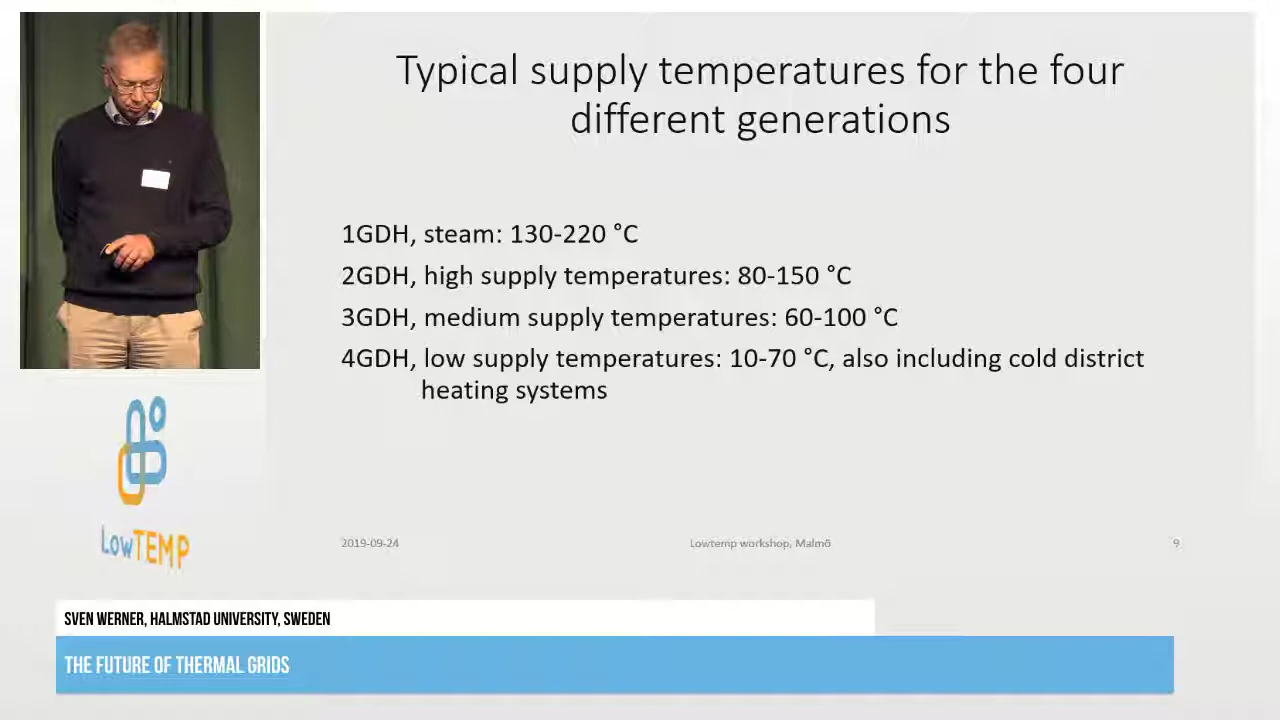 Typical supply temperatures for the four
different generations
1GDH, steam: 130-220 °C
2GDH, high supply temperatures: 80-150 °C
3GDH, medium supply temperatures: 60-100 °C
4GDH, low supply temperatures: 10-70 °C, also including cold district
heating systems
LowTEMP
2019-09-24
Lowtemp workshop, Malmö
9
SVEN WERNER, HALMSTAD UNIVERSITY, SWEDEN
THE FUTURE OF THERMAL GRIDS